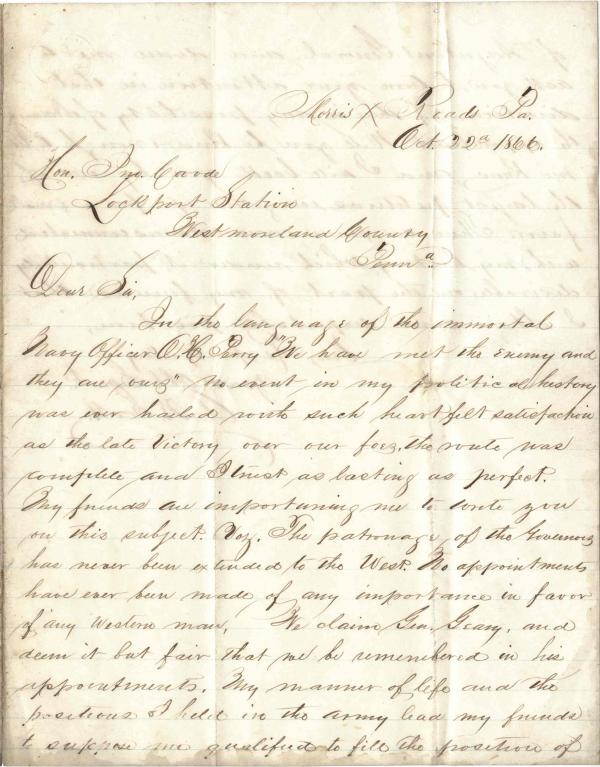 Morris X Roads Pa.
Oct. 22d 1866.
Hon. Jno. Covode
Lockport Station
Westmoreland County
Penna.
Dear Sir,
In the language of the immortal
Navy Officer O. H. Perry "We have met the enemy and
they are ours" No event in my political history
was ever hailed with such heartfelt satisfaction
as the late Victory over our foes, the route was
complete and I trust as lasting as perfect.
My friends are importuning me to write you
on this subject. Viz. The patronage of the Governors
has never been extended to the West. No appointments
have ever been made of any importance in favor
of any Western man. We claim Gen. Geary, and
deem it but fair that we be remembered in his
appointments. My manner of life and the
positions I held in the army lead my friends
to suppose me qualified to fill the position of